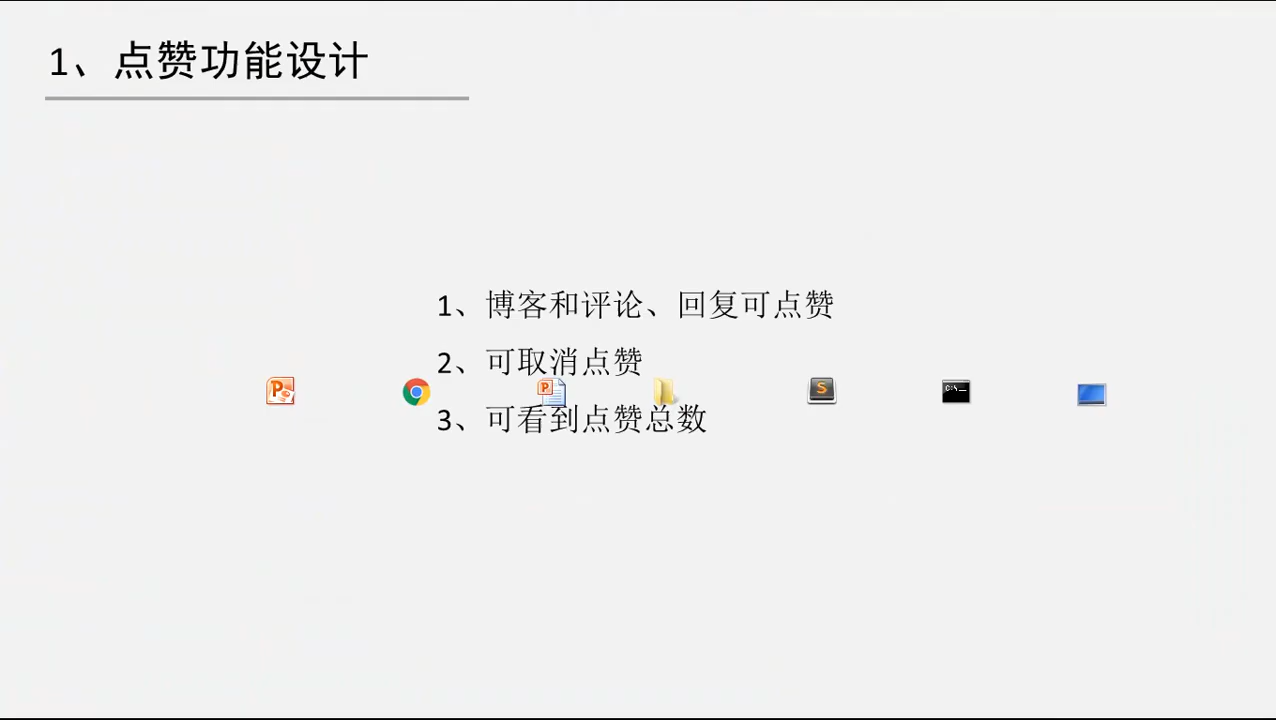 1、点赞功能设计
1、博客和评论、回复可点赞
2、可取消点赞
3、可看到点赞总数